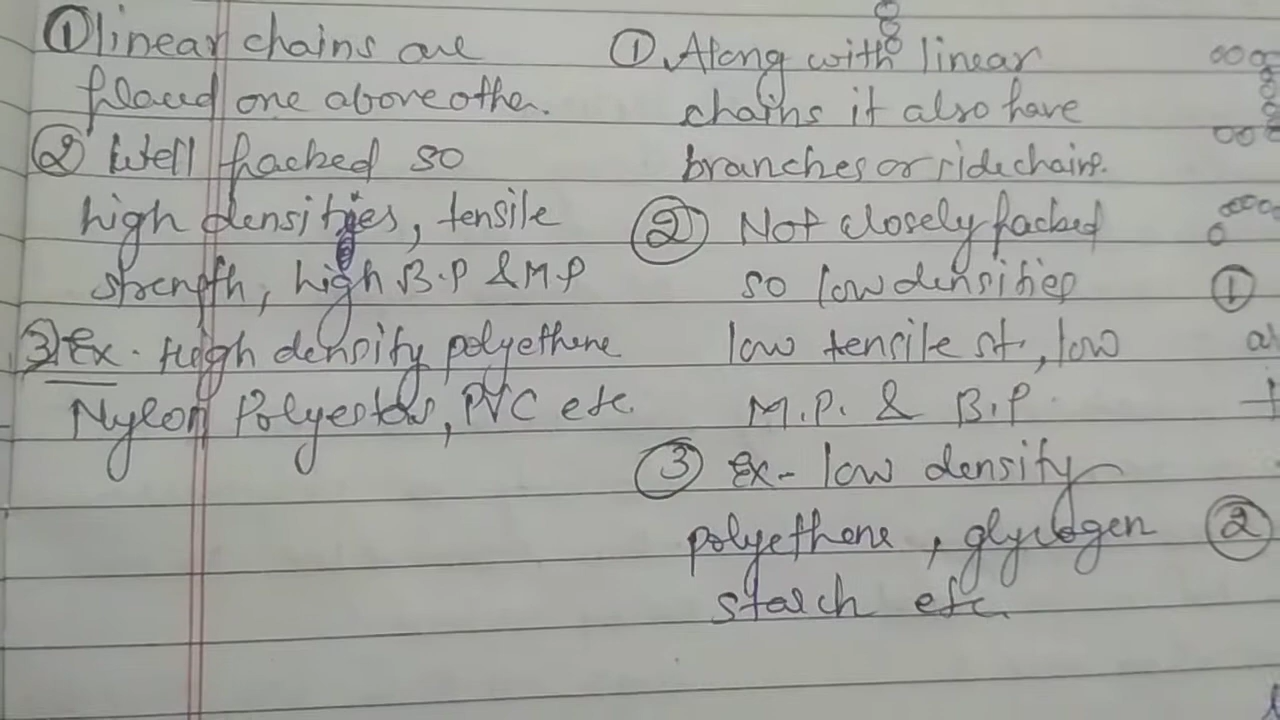 ① linear chains are
placed one above other.
② Well packed so
high densities, tensile
strength, high B.P & M.P
③ Ex. High density polyethene
Nylon Polyesters, PVC etc.
① Along with linear
chains it also have
branches or side chains.
② Not closely packed
so low densities
low tensile st., low
M.P. & B.P.
③ Ex- low density
polyethene, glycogen
starch etc.
①
②